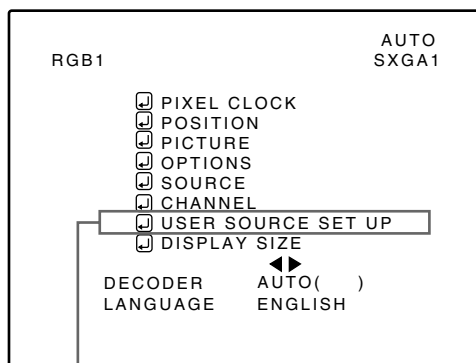 AUTO
RGB1 SXGA1
PIXEL CLOCK
POSITION
PICTURE
OPTIONS
SOURCE
CHANNEL
USER SOURCE SET UP
DISPLAY SIZE
DECODER AUTO( )
LANGUAGE ENGLISH